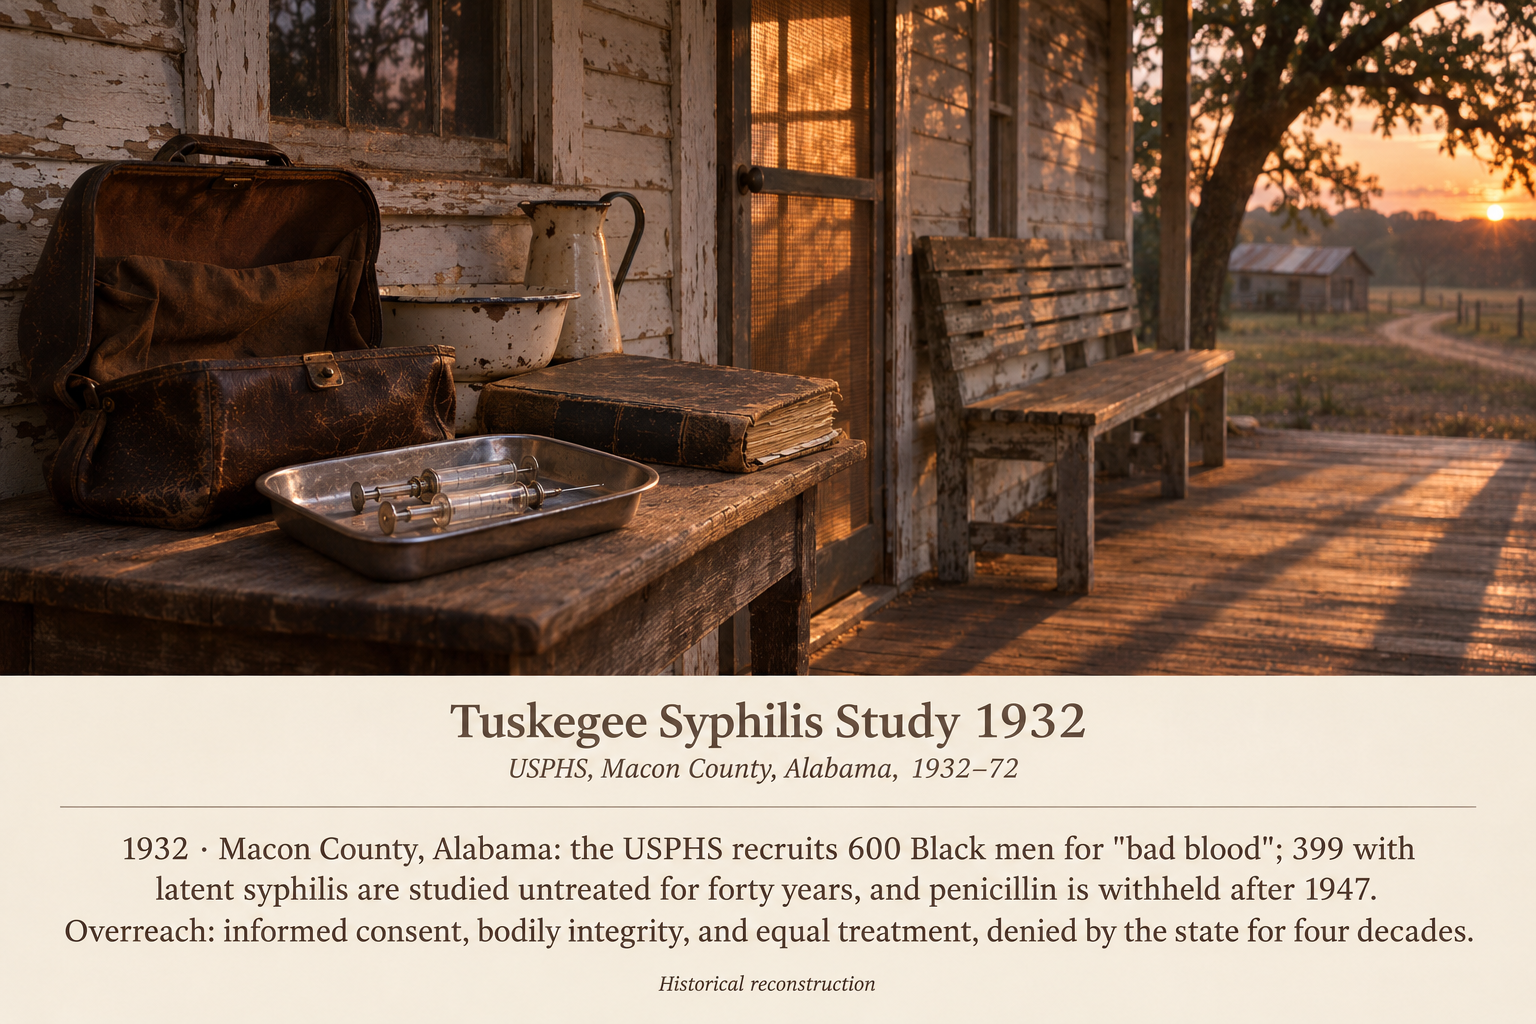 Tuskegee Syphilis Study 1932
USPHS, Macon County, Alabama, 1932–72
1932 · Macon County, Alabama: the USPHS recruits 600 Black men for "bad blood"; 399 with
latent syphilis are studied untreated for forty years, and penicillin is withheld after 1947.
Overreach: informed consent, bodily integrity, and equal treatment, denied by the state for four decades.
Historical reconstruction